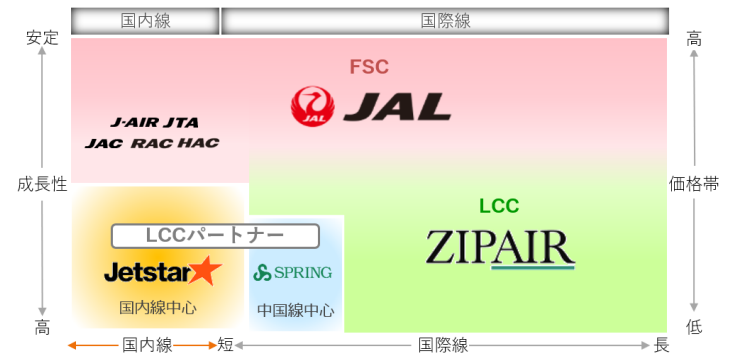 国内線
国際線
安定
高
FSC
JAL
JAL
J-AIR JTA
JAC RAC HAC
成長性
価格帯
LCC
ZIPAIR
LCCパートナー
Jetstar
SPRING
国内線中心
中国線中心
高
低
国内線
短
国際線
長